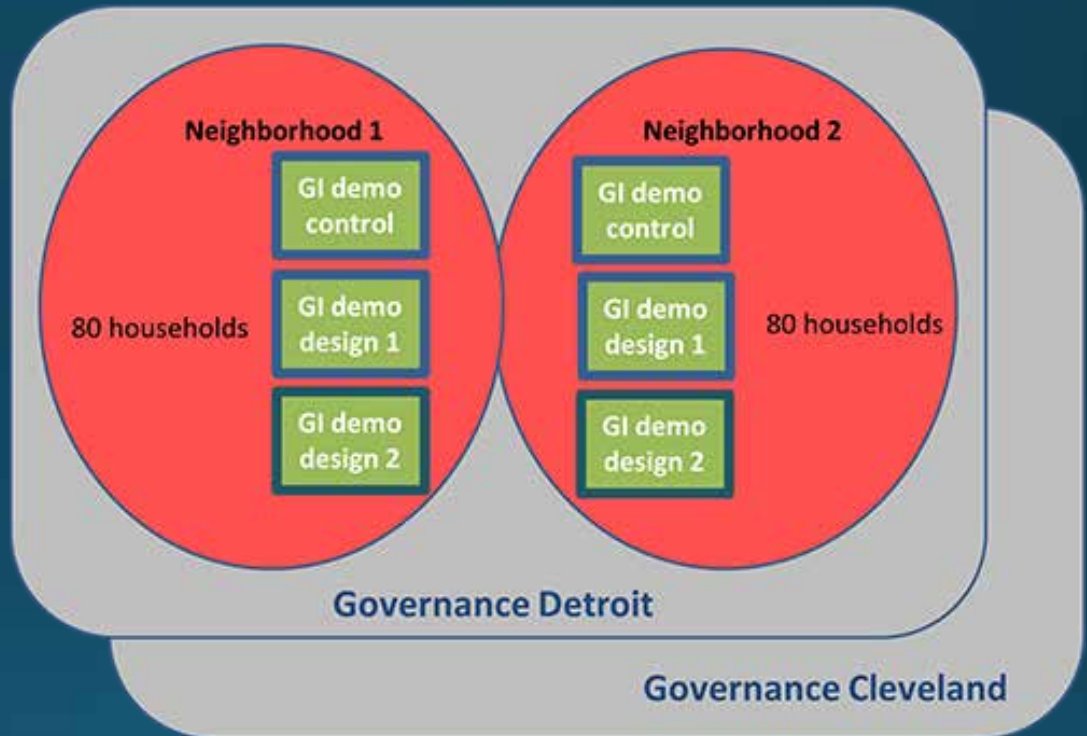 Neighborhood 1
GI demo
control
GI demo
design 1
GI demo
design 2
80 households
Neighborhood 2
GI demo
control
GI demo
design 1
GI demo
design 2
80 households
Governance Detroit
Governance Cleveland